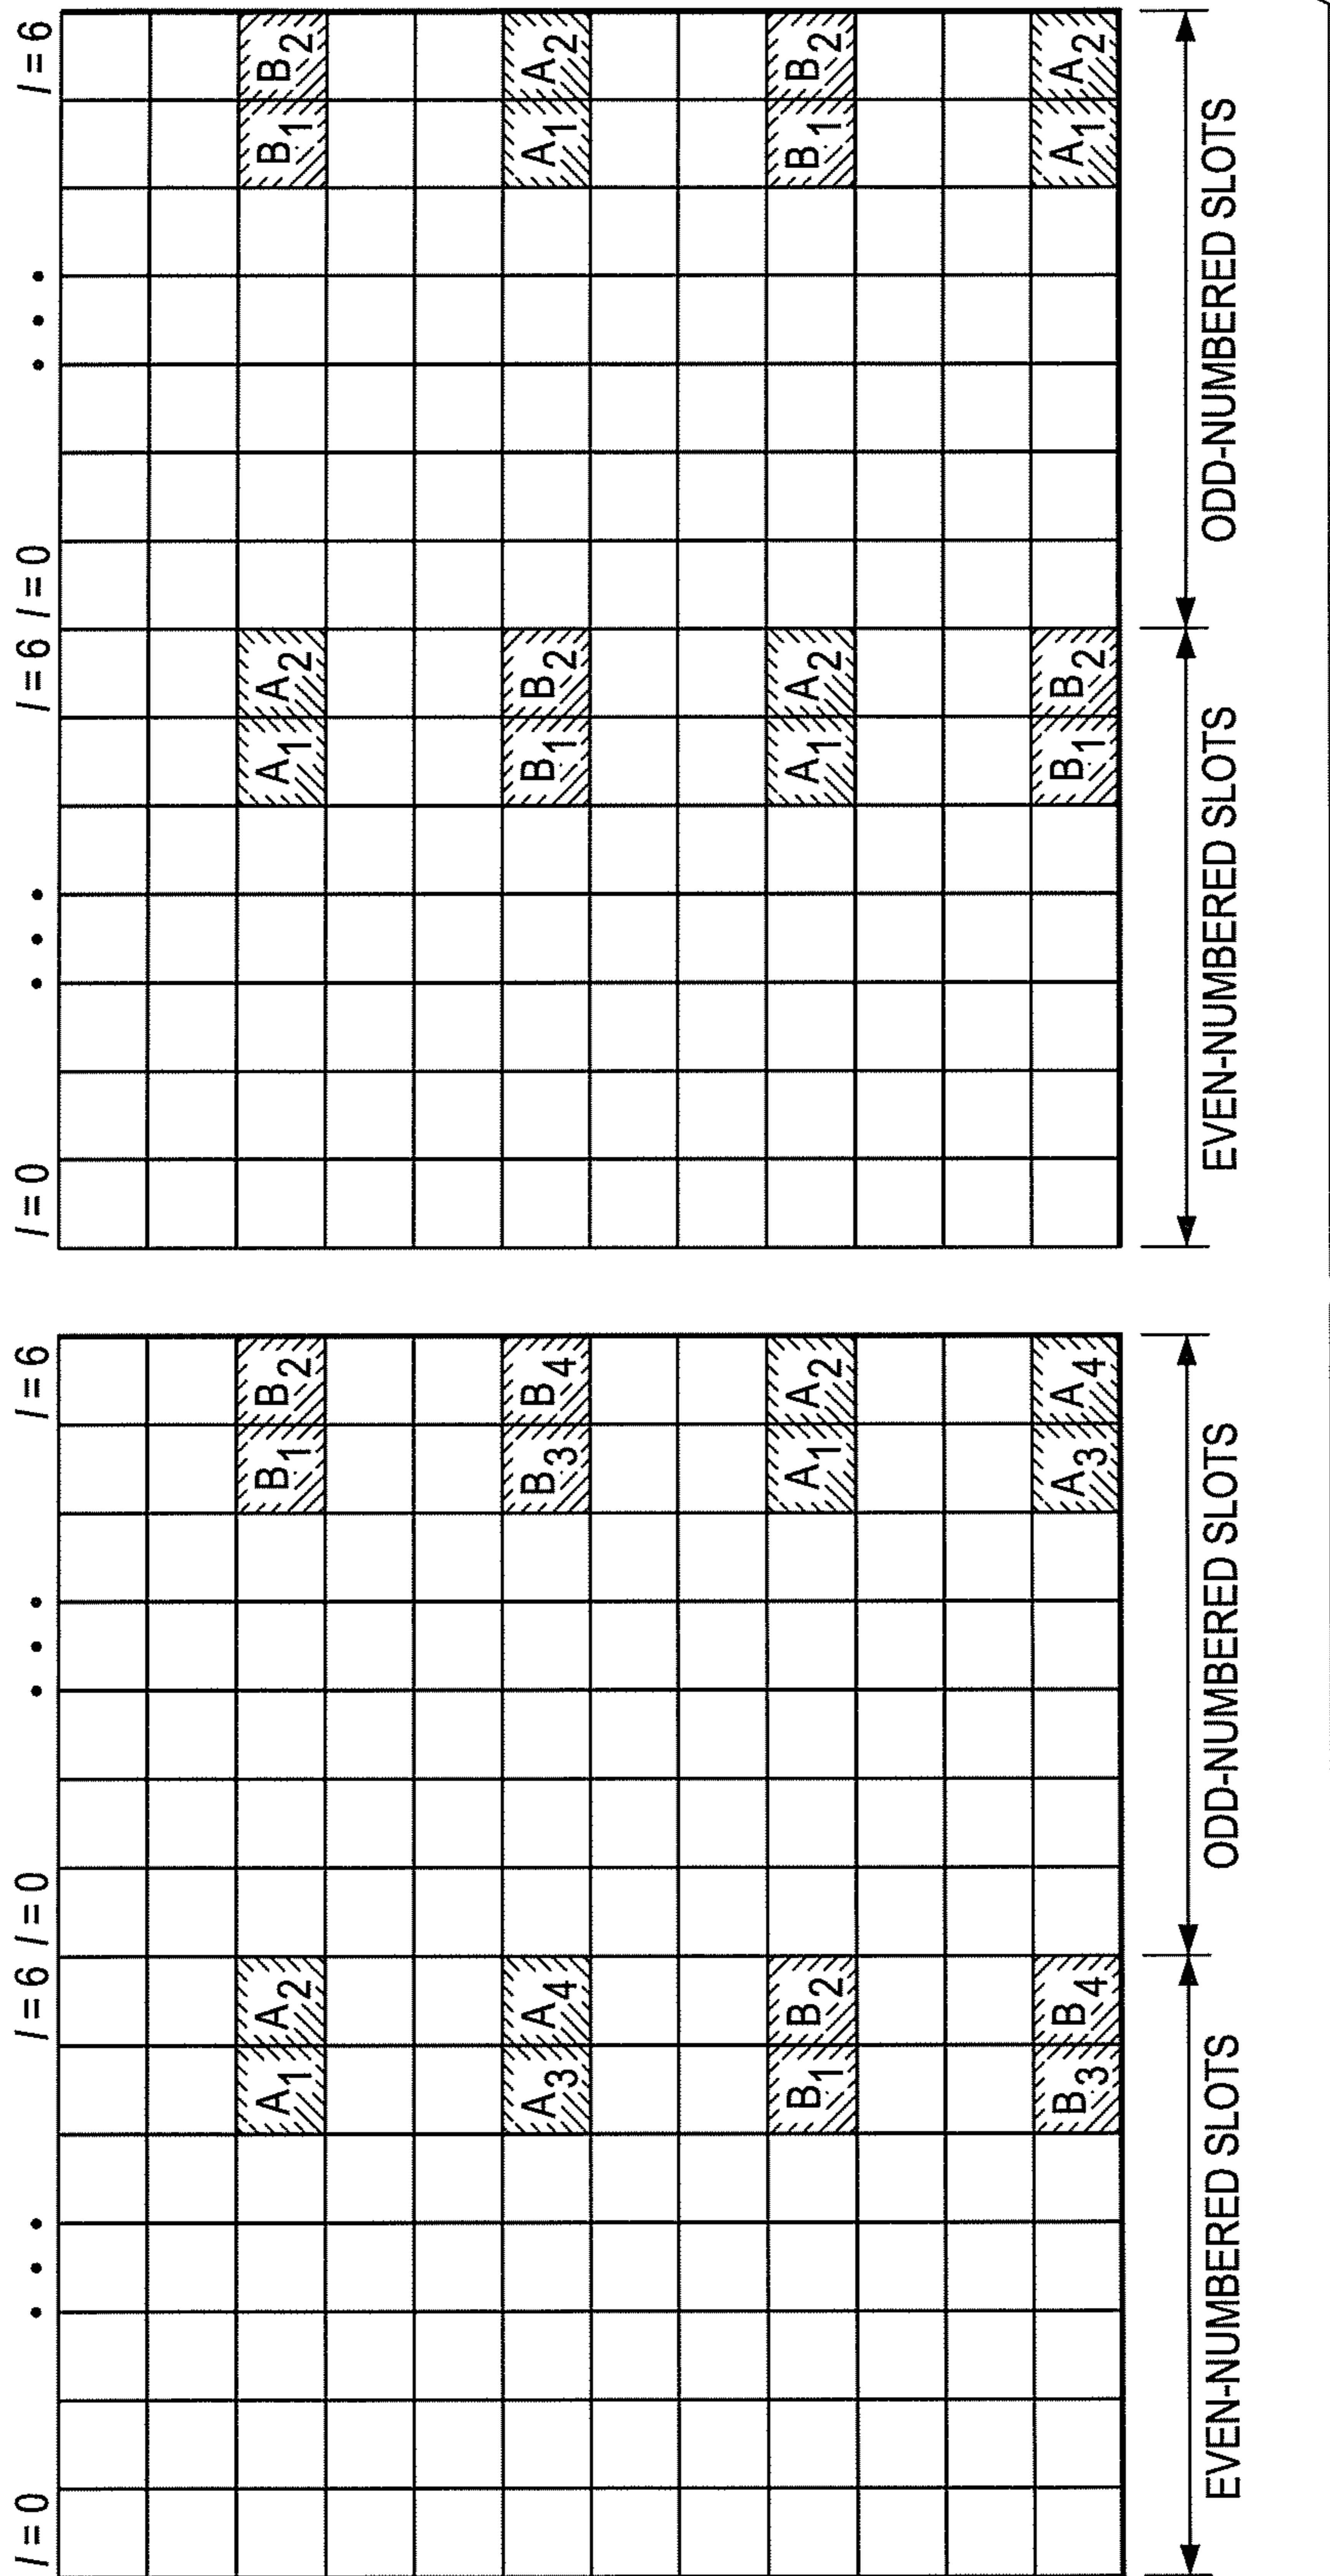 l = 0 • • • l = 6 l = 0 • • • l = 6
A1 A2 B1 B2
A3 A4 B3 B4
B1 B2 A1 A2
B3 B4 A3 A4
EVEN-NUMBERED SLOTS ODD-NUMBERED SLOTS
l = 0 • • • l = 6 l = 0 • • • l = 6
A1 A2 B1 B2
B1 B2 A1 A2
A1 A2 B1 B2
B1 B2 A1 A2
EVEN-NUMBERED SLOTS ODD-NUMBERED SLOTS